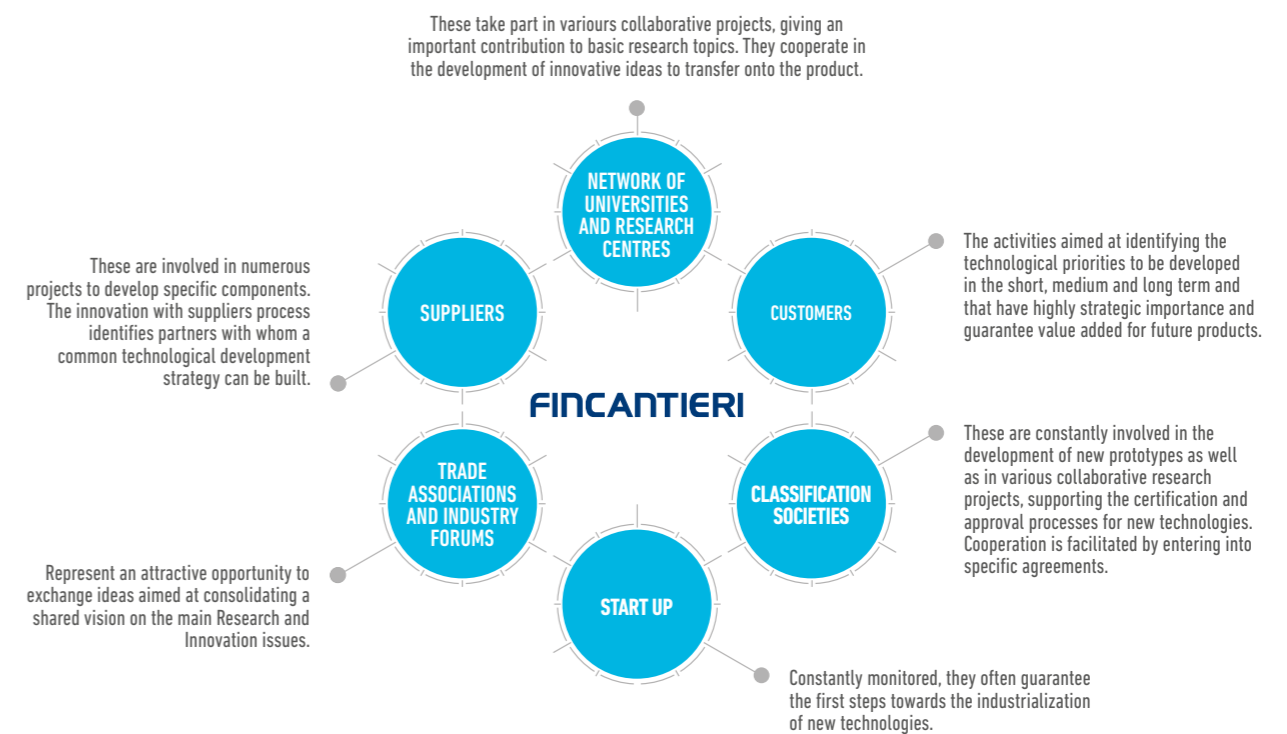 These take part in variours collaborative projects, giving an
important contribution to basic research topics. They cooperate in
the development of innovative ideas to transfer onto the product.
NETWORK OF
UNIVERSITIES
AND RESEARCH
CENTRES
These are involved in numerous
projects to develop specific components.
The innovation with suppliers process
identifies partners with whom a
common technological development
strategy can be built.
SUPPLIERS
CUSTOMERS
The activities aimed at identifying the
technological priorities to be developed
in the short, medium and long term and
that have highly strategic importance and
guarantee value added for future products.
FINCANTIERI
TRADE
ASSOCIATIONS
AND INDUSTRY
FORUMS
Represent an attractive opportunity to
exchange ideas aimed at consolidating a
shared vision on the main Research and
Innovation issues.
CLASSIFICATION
SOCIETIES
These are constantly involved in the
development of new prototypes as well
as in various collaborative research
projects, supporting the certification and
approval processes for new technologies.
Cooperation is facilitated by entering into
specific agreements.
START UP
Constantly monitored, they often guarantee
the first steps towards the industrialization
of new technologies.